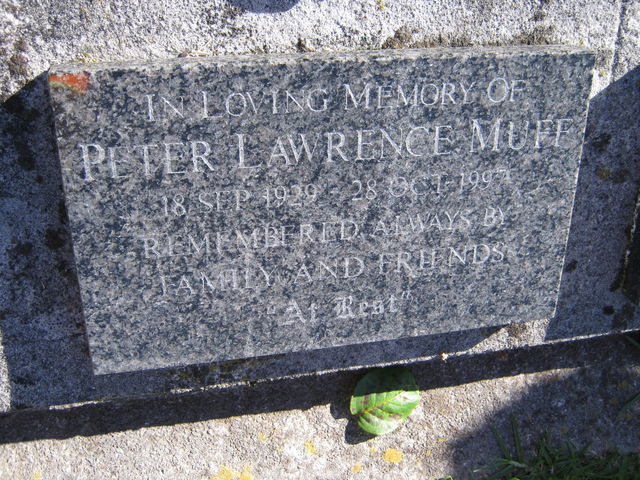 IN LOVING MEMORY OF
PETER LAWRENCE MUFF
18 SEP 1929 28 OCT 1997
REMEMBERED ALWAYS BY
FAMILY AND FRIENDS
"At Rest"